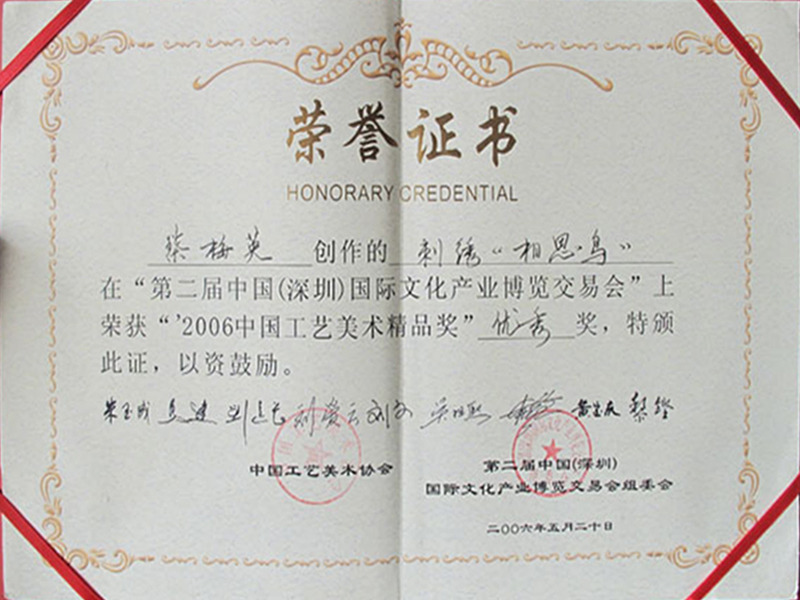 荣誉证书
HONORARY CREDENTIAL
梅英 创作的 刺绣“相思鸟”
在“第二届中国(深圳)国际文化产业博览交易会”上
荣获“'2006中国工艺美术精品奖”优秀奖，特颁
此证，以资鼓励。
中国工艺美术协会
第二届中国(深圳)
国际文化产业博览交易会组委会
二00六年五月二十日